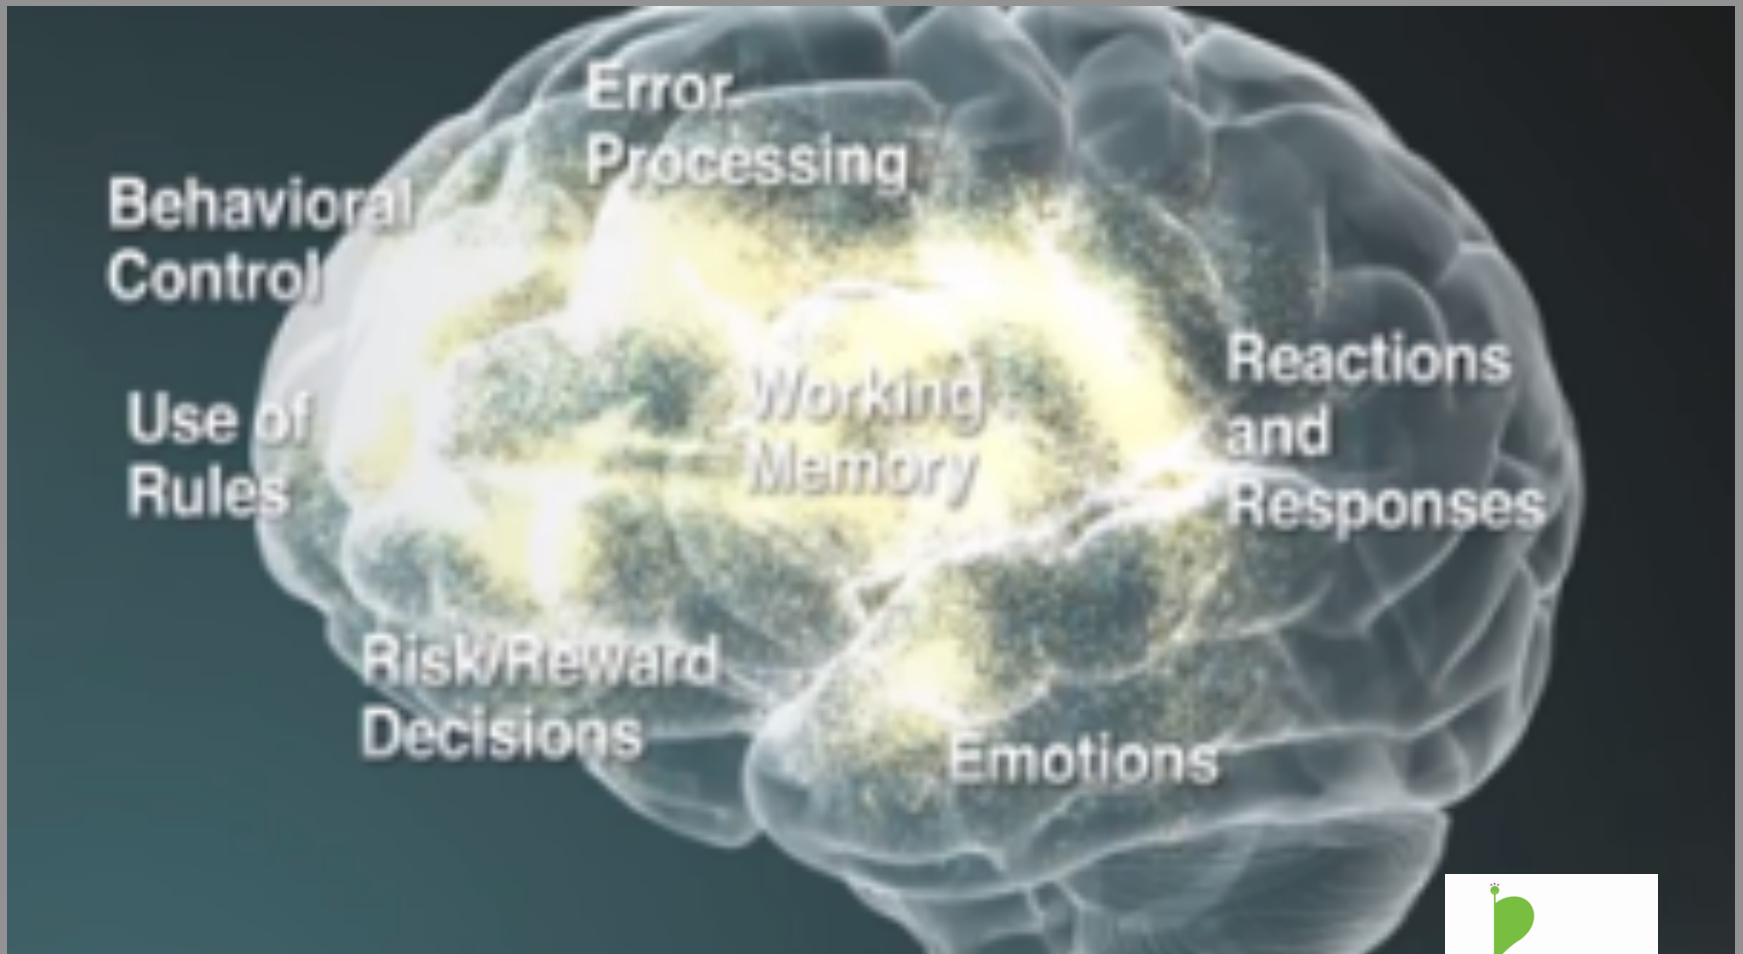 Error
Processing
Behavioral
Control
Working
Memory
Reactions
and
Responses
Use of
Rules
Risk/Reward
Decisions
Emotions